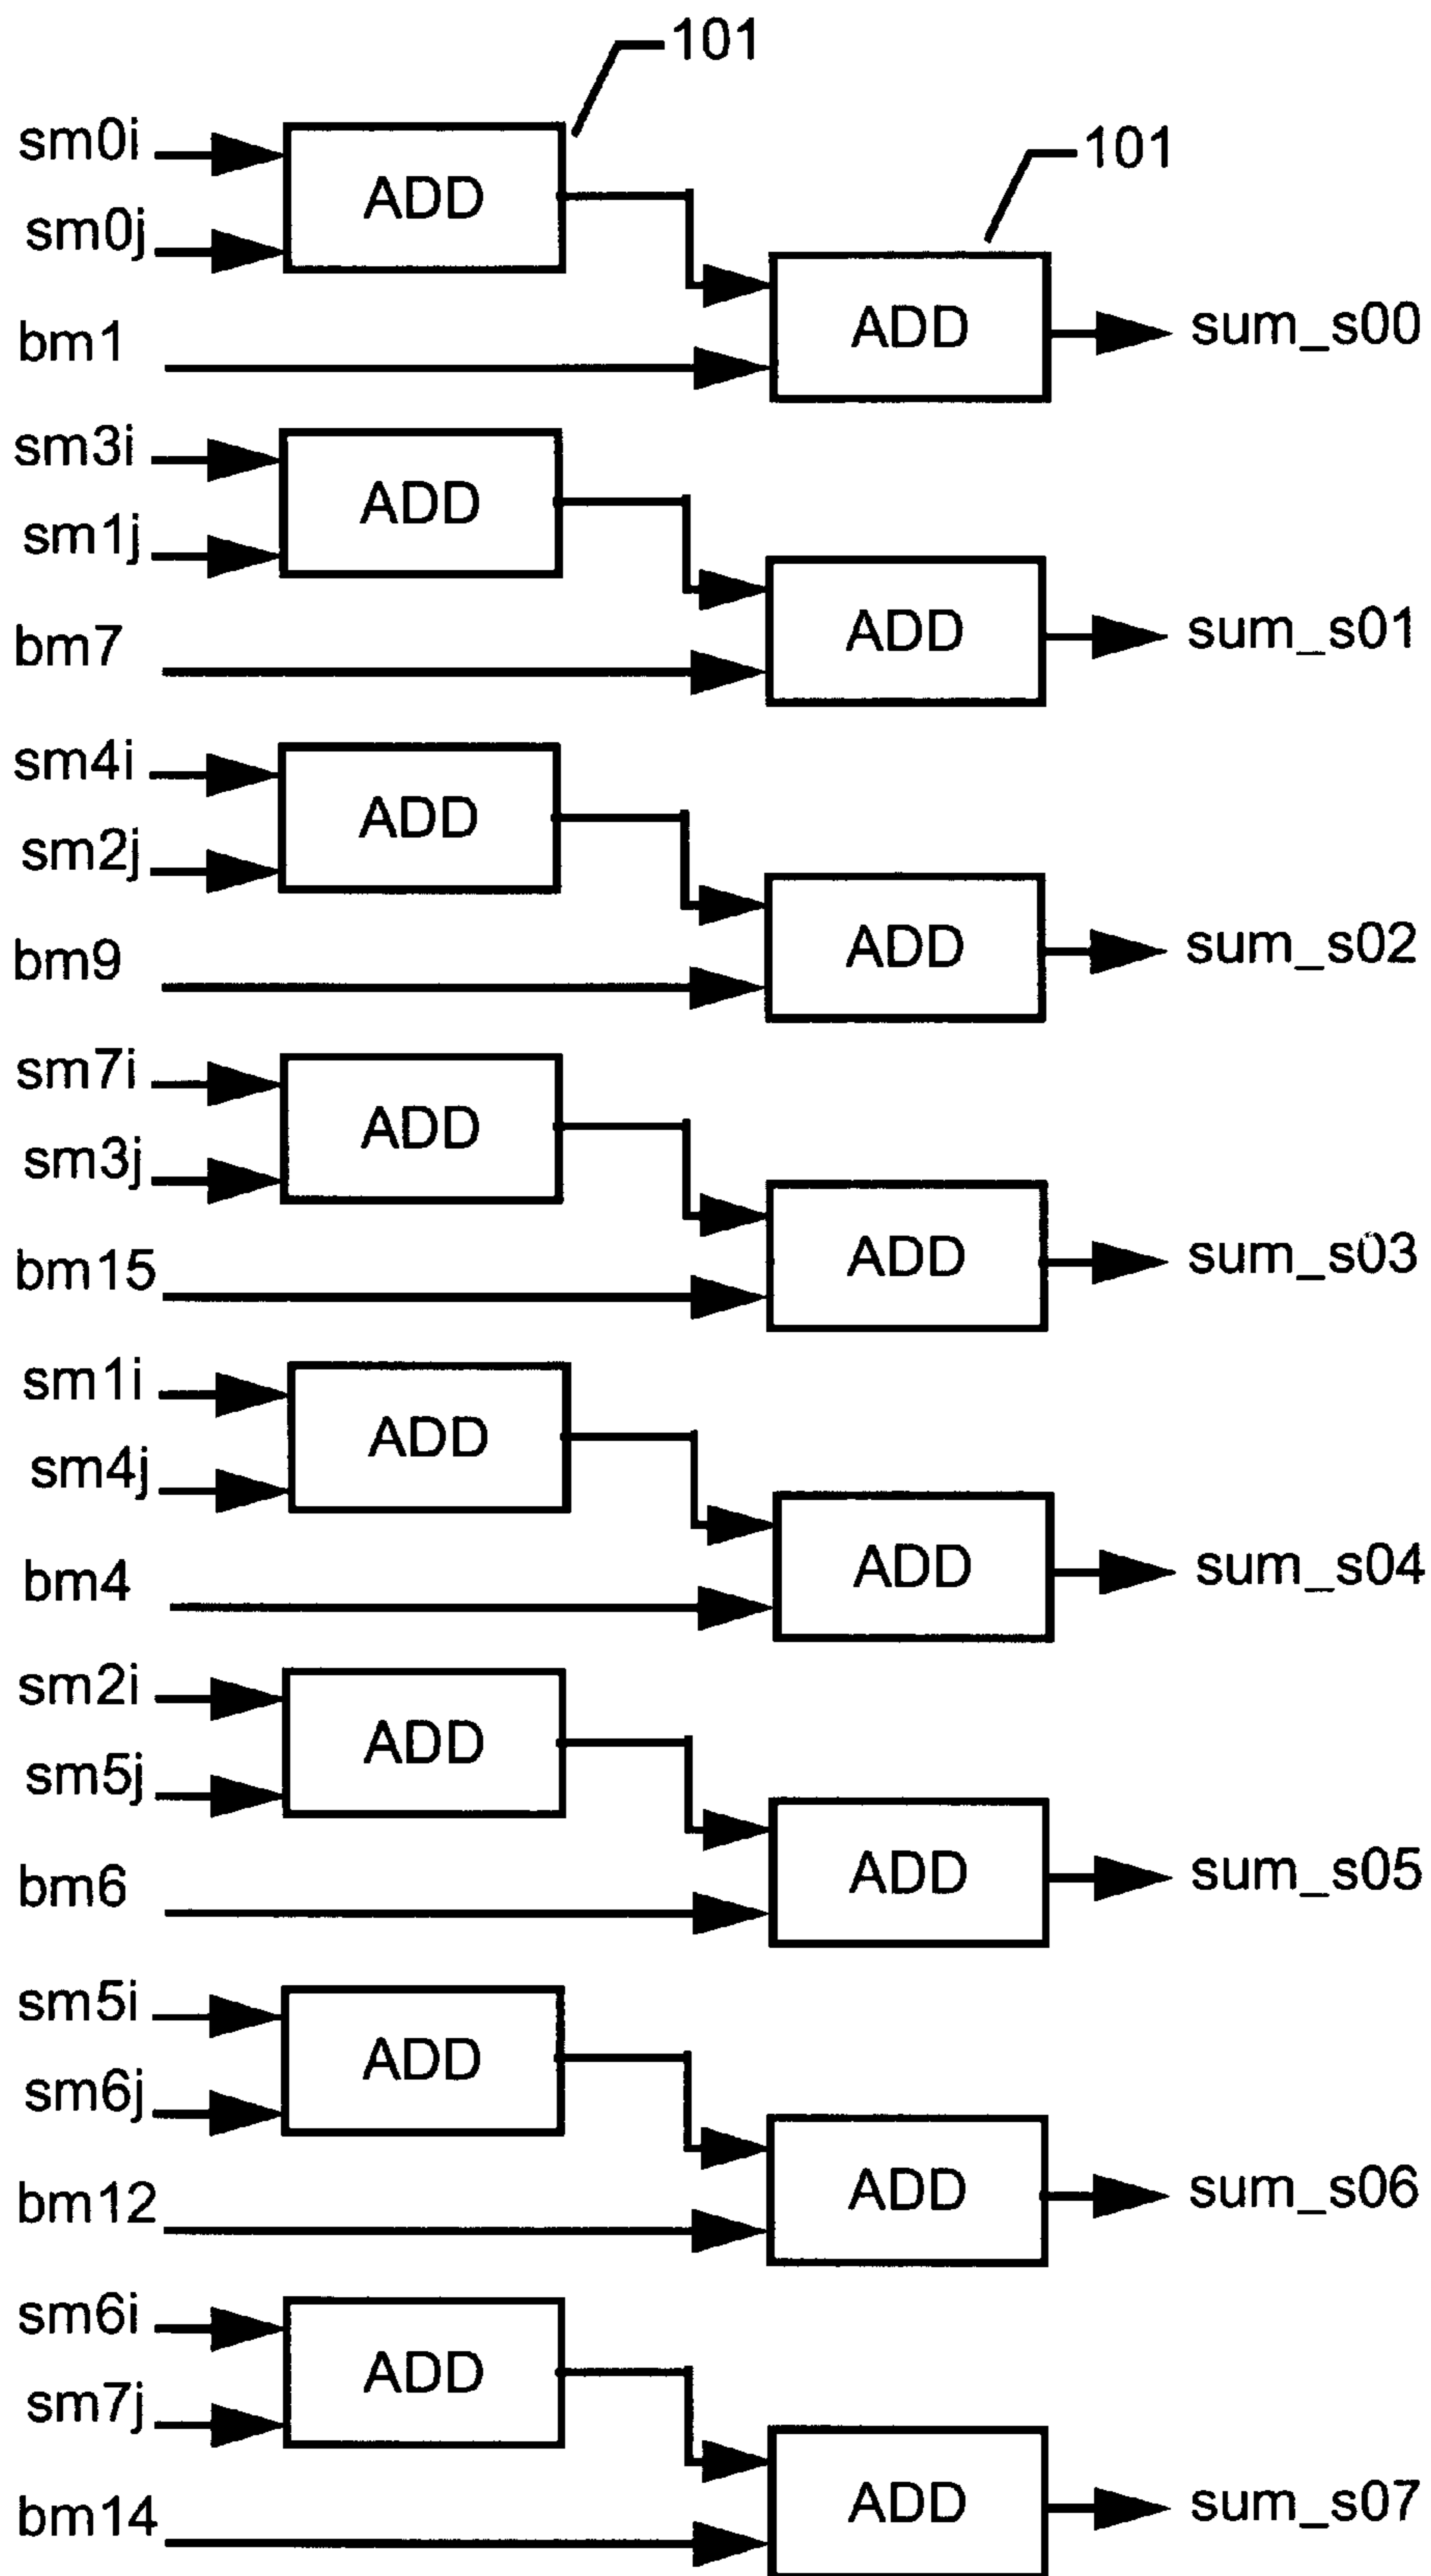 101
101
sm0i
ADD
sm0j
ADD
sum_s00
bm1
sm3i
ADD
sm1j
ADD
sum_s01
bm7
sm4i
ADD
sm2j
ADD
sum_s02
bm9
sm7i
ADD
sm3j
ADD
sum_s03
bm15
sm1i
ADD
sm4j
ADD
sum_s04
bm4
sm2i
ADD
sm5j
ADD
sum_s05
bm6
sm5i
ADD
sm6j
ADD
sum_s06
bm12
sm6i
ADD
sm7j
ADD
sum_s07
bm14